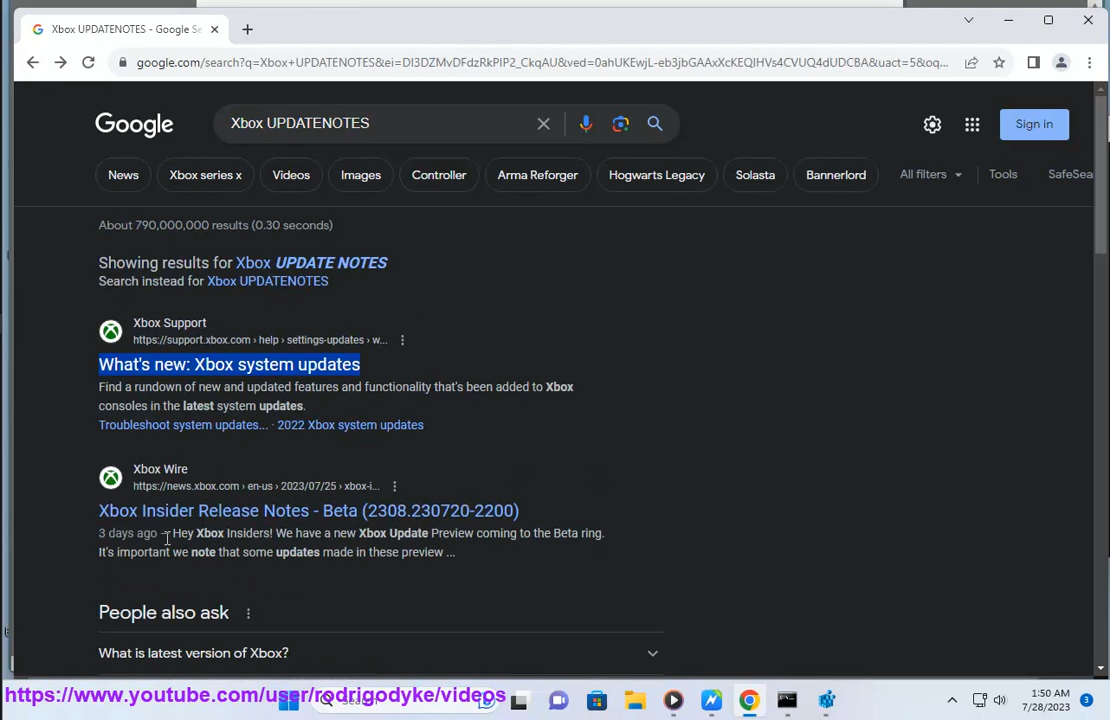 Xbox UPDATENOTES - Google Se
google.com/search?q=Xbox+UPDATENOTES&ei=DI3DZMvDFdzRkPIP2_CkqAU&ved=0ahUKEwjL-eb3jbGAAxXcKEQIHVs4CVUQ4dUDCBA&uact=5&oq...
Google
Xbox UPDATENOTES
Sign in
News Xbox series x Videos Images Controller Arma Reforger Hogwarts Legacy Solasta Bannerlord All filters Tools SafeSea
About 790,000,000 results (0.30 seconds)
Showing results for Xbox UPDATE NOTES
Search instead for Xbox UPDATENOTES
Xbox Support
https://support.xbox.com › help › settings-updates › w...
What's new: Xbox system updates
Find a rundown of new and updated features and functionality that's been added to Xbox
consoles in the latest system updates.
Troubleshoot system updates... · 2022 Xbox system updates
Xbox Wire
https://news.xbox.com › en-us › 2023/07/25 › xbox-i...
Xbox Insider Release Notes - Beta (2308.230720-2200)
3 days ago — Hey Xbox Insiders! We have a new Xbox Update Preview coming to the Beta ring.
It's important we note that some updates made in these preview ...
People also ask
What is latest version of Xbox?
https://www.youtube.com/user/rodrigodyke/videos
Search
1:50 AM
7/28/2023
3